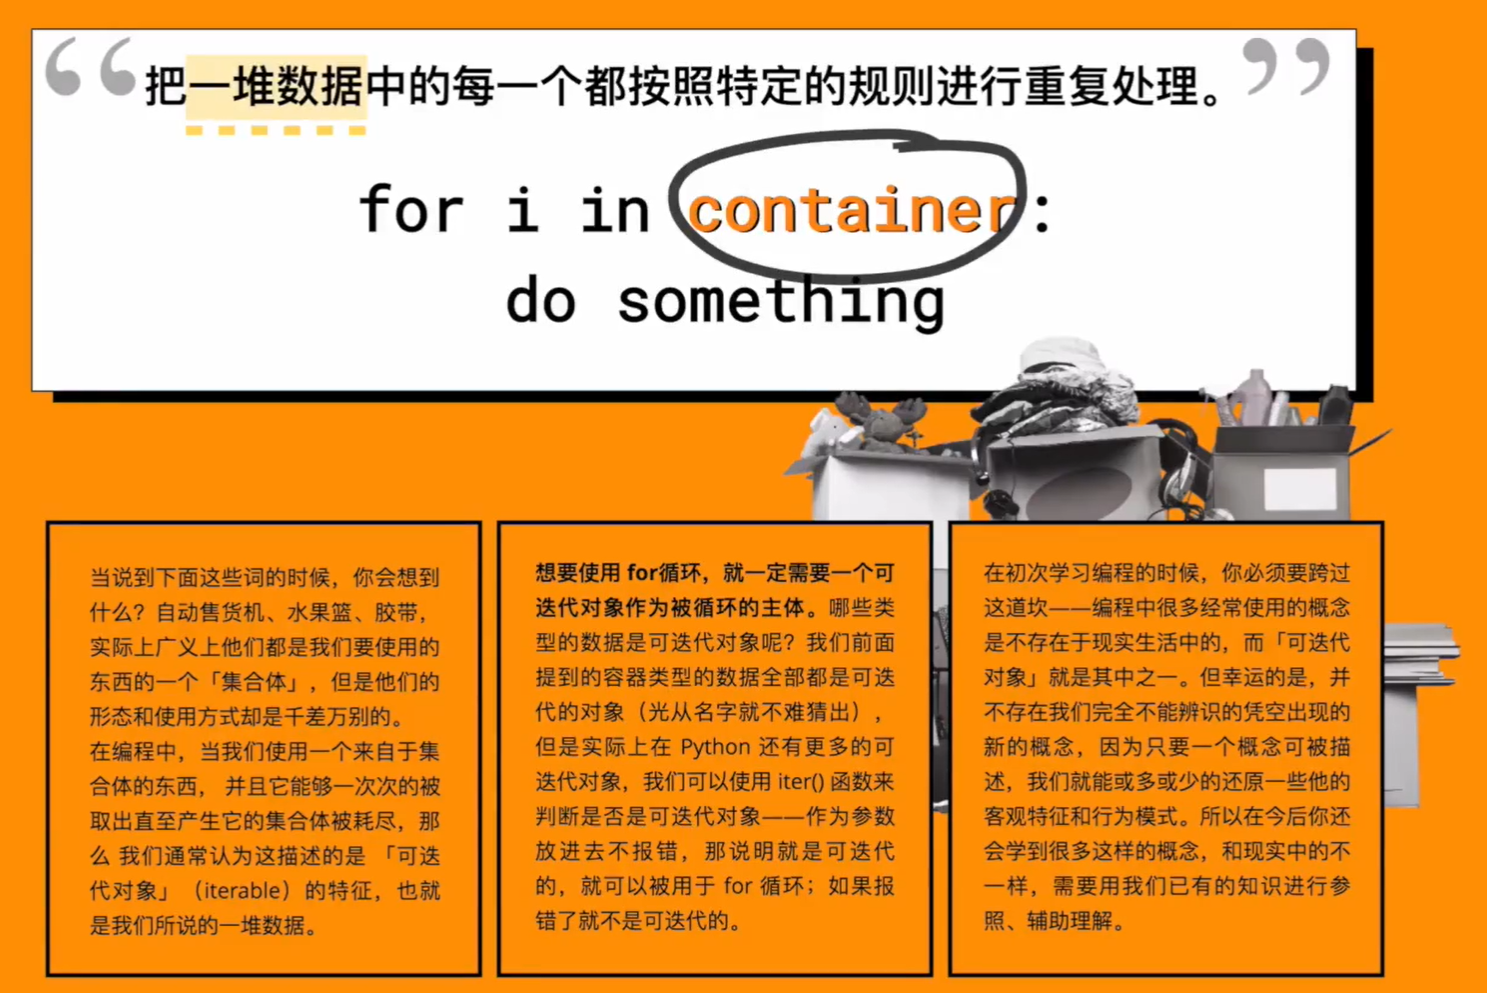 把一堆数据中的每一个都按照特定的规则进行重复处理。
for i in container:
do something
当说到下面这些词的时候，你会想到
什么？自动售货机、水果篮、胶带，
实际上广义上他们都是我们要使用的
东西的一个「集合体」，但是他们的
形态和使用方式却是千差万别的。
在编程中，当我们使用一个来自于集
合体的东西， 并且它能够一次次的被
取出直至产生它的集合体被耗尽，那
么 我们通常认为这描述的是 「可迭
代对象」（iterable）的特征，也就
是我们所说的一堆数据。
想要使用 for循环，就一定需要一个可
迭代对象作为被循环的主体。哪些类
型的数据是可迭代对象呢？我们前面
提到的容器类型的数据全部都是可迭
代的对象（光从名字就不难猜出），
但是实际上在 Python 还有更多的可
迭代对象，我们可以使用 iter() 函数来
判断是否是可迭代对象——作为参数
放进去不报错，那说明就是可迭代
的，就可以被用于 for 循环；如果报
错了就不是可迭代的。
在初次学习编程的时候，你必须要跨过
这道坎——编程中很多经常使用的概念
是不存在于现实生活中的，而「可迭代
对象」就是其中之一。但幸运的是，并
不存在我们完全不能辨识的凭空出现的
新的概念，因为只要一个概念可被描
述，我们就能或多或少的还原一些他的
客观特征和行为模式。所以在今后你还
会学到很多这样的概念，和现实中的不
一样，需要用我们已有的知识进行参
照、辅助理解。